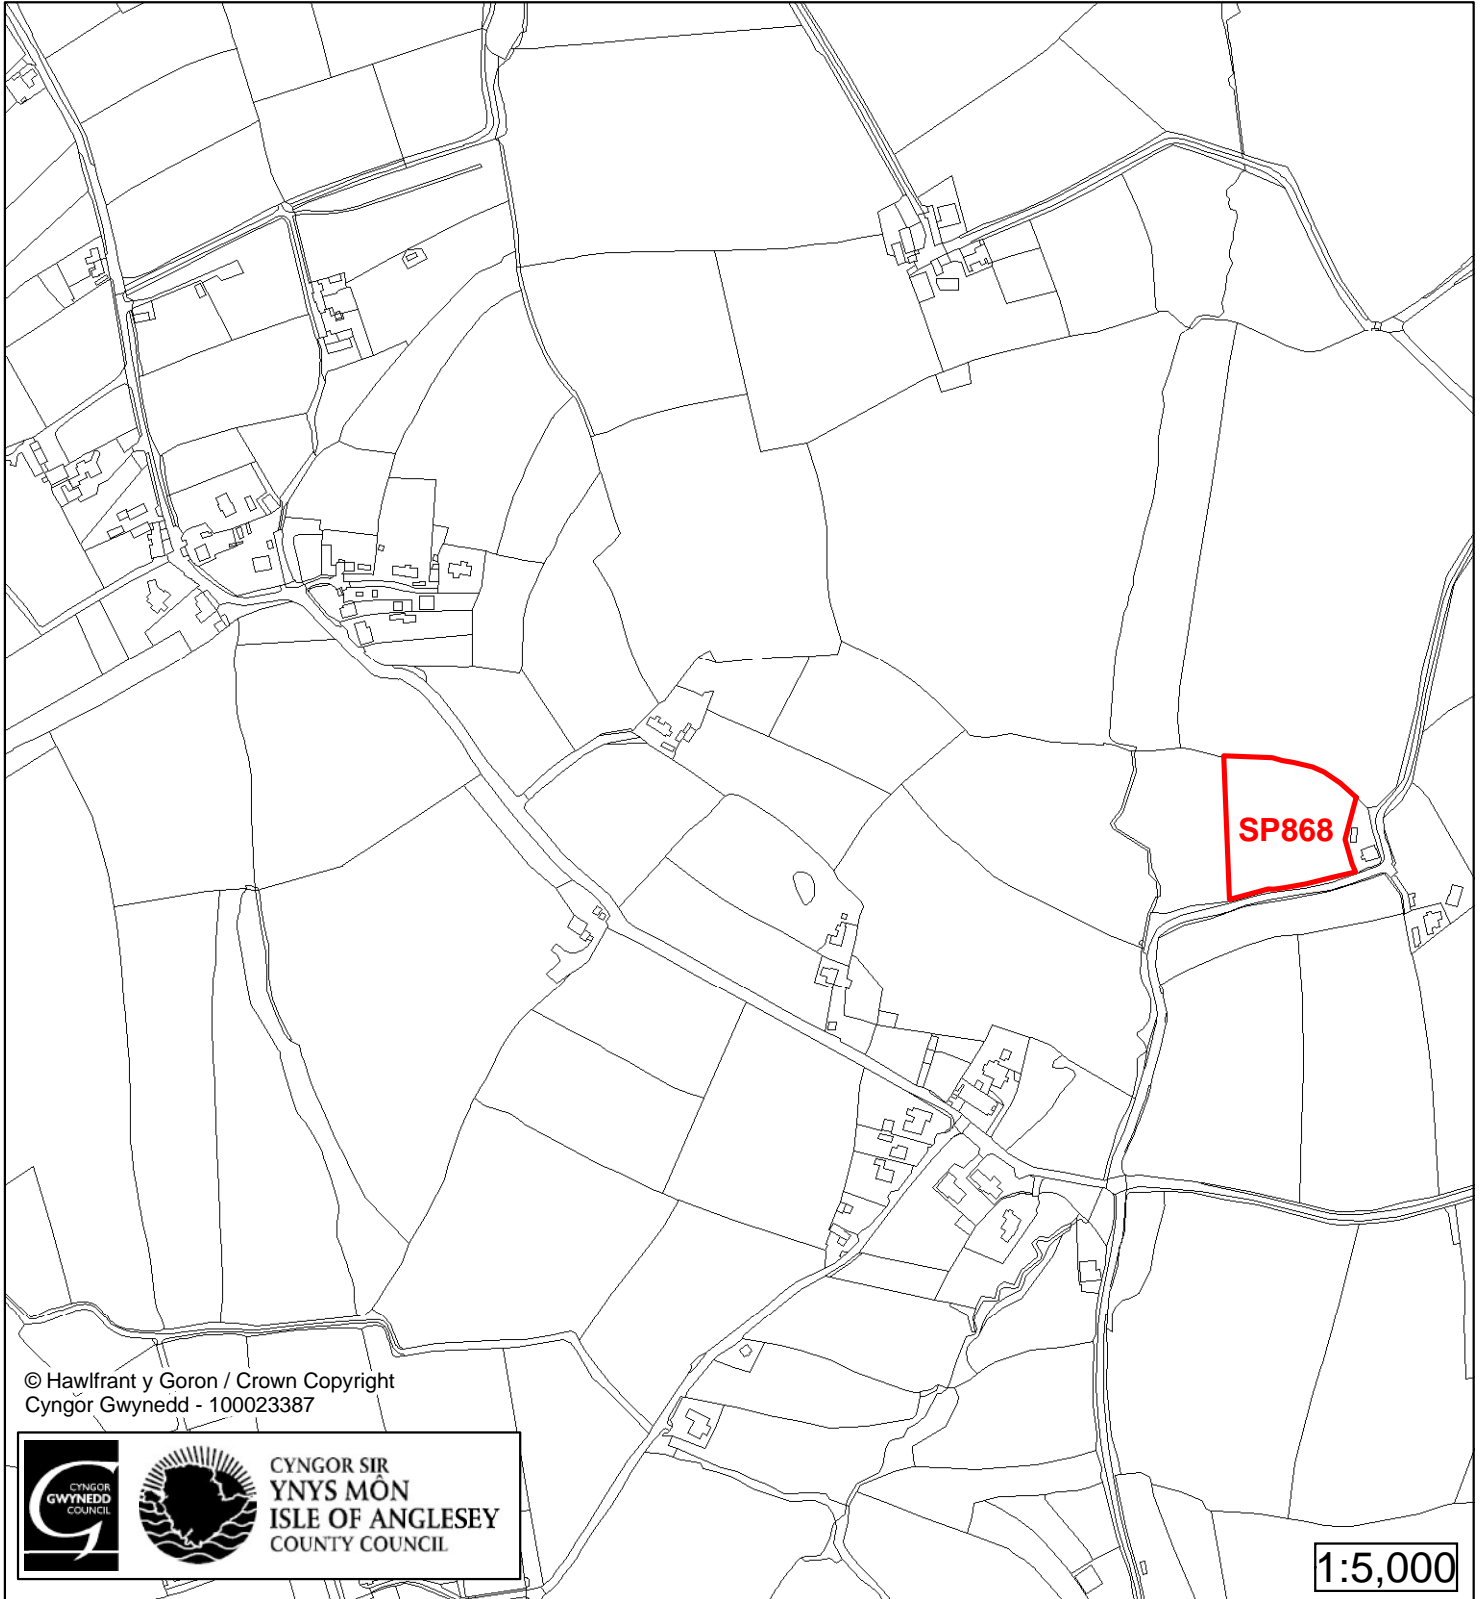 SP868
© Hawlfrant y Goron / Crown Copyright
Cyngor Gwynedd - 100023387
CYNGOR
GWYNEDD
COUNCIL
CYNGOR SIR
YNYS MÔN
ISLE OF ANGLESEY
COUNTY COUNCIL
1:5,000